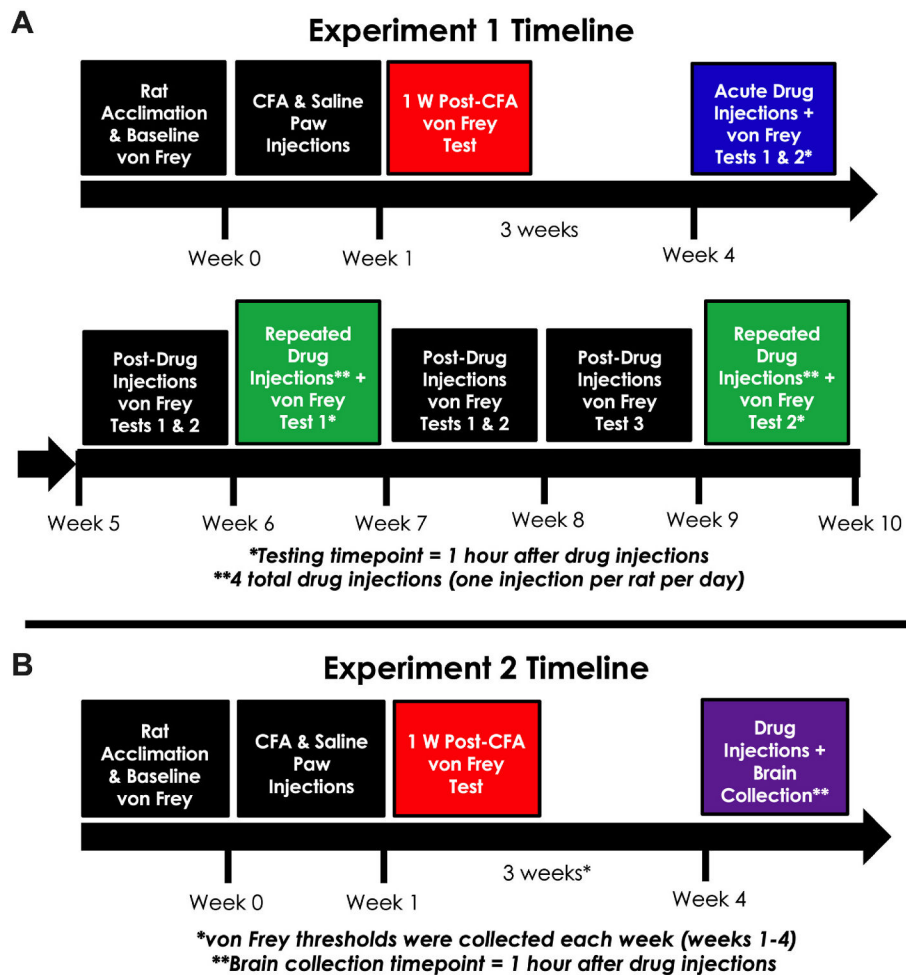 A
Experiment 1 Timeline
Rat
Acclimation
& Baseline
von Frey
CFA & Saline
Paw
Injections
1 W Post-CFA
von Frey
Test
Acute Drug
Injections +
von Frey
Tests 1 & 2*
Week 0
Week 1
3 weeks
Week 4
Post-Drug
Injections
von Frey
Tests 1 & 2
Repeated
Drug
Injections** +
von Frey
Test 1*
Post-Drug
Injections
von Frey
Tests 1 & 2
Post-Drug
Injections
von Frey
Test 3
Repeated
Drug
Injections** +
von Frey
Test 2*
Week 5
Week 6
Week 7
Week 8
Week 9
Week 10
*Testing timepoint = 1 hour after drug injections
**4 total drug injections (one injection per rat per day)
B
Experiment 2 Timeline
Rat
Acclimation
& Baseline
von Frey
CFA & Saline
Paw
Injections
1 W Post-CFA
von Frey
Test
Drug
Injections +
Brain
Collection**
Week 0
Week 1
3 weeks*
Week 4
*von Frey thresholds were collected each week (weeks 1-4)
**Brain collection timepoint = 1 hour after drug injections